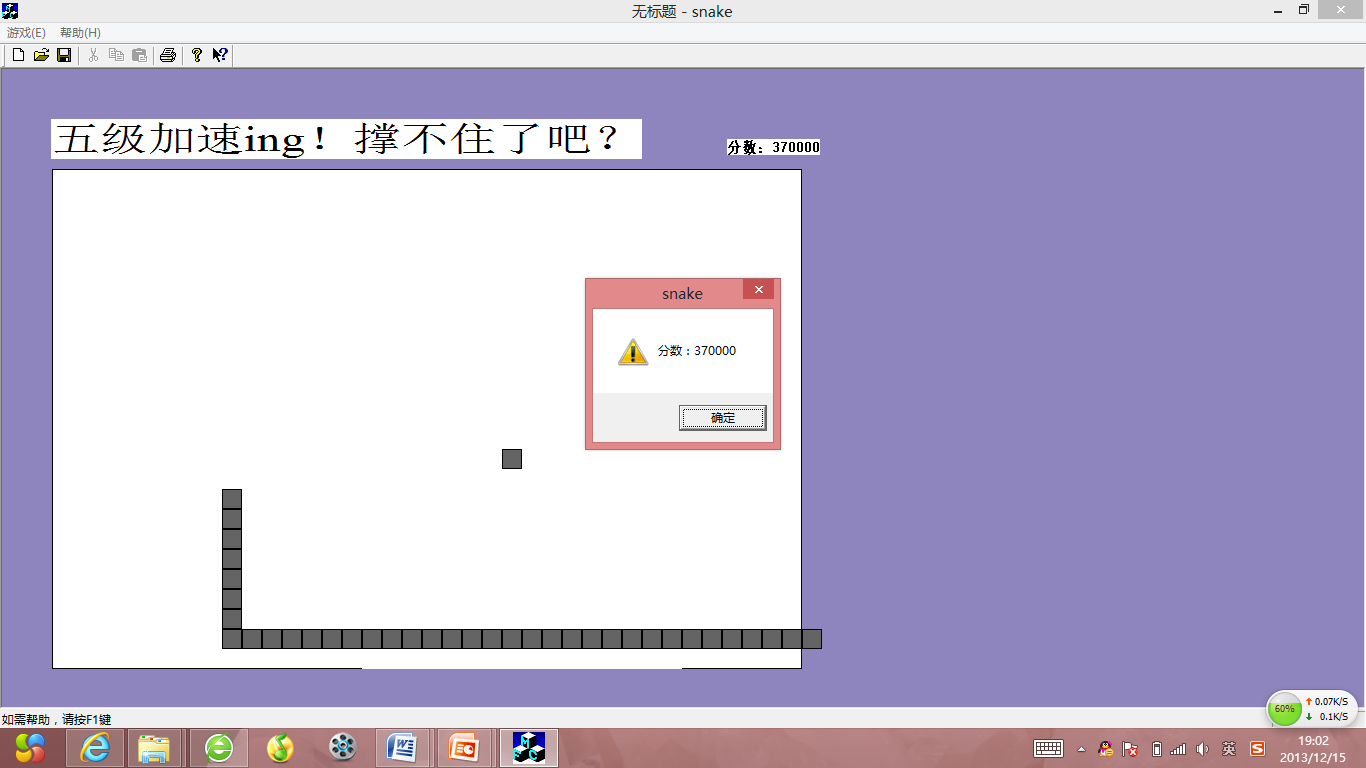 无标题 - snake
游戏(E) 帮助(H)
五级加速ing！撑不住了吧？
分数：370000
snake
分数：370000
确定
如需帮助，请按F1键
60%
0.07K/S
0.1K/S
英
19:02
2013/12/15